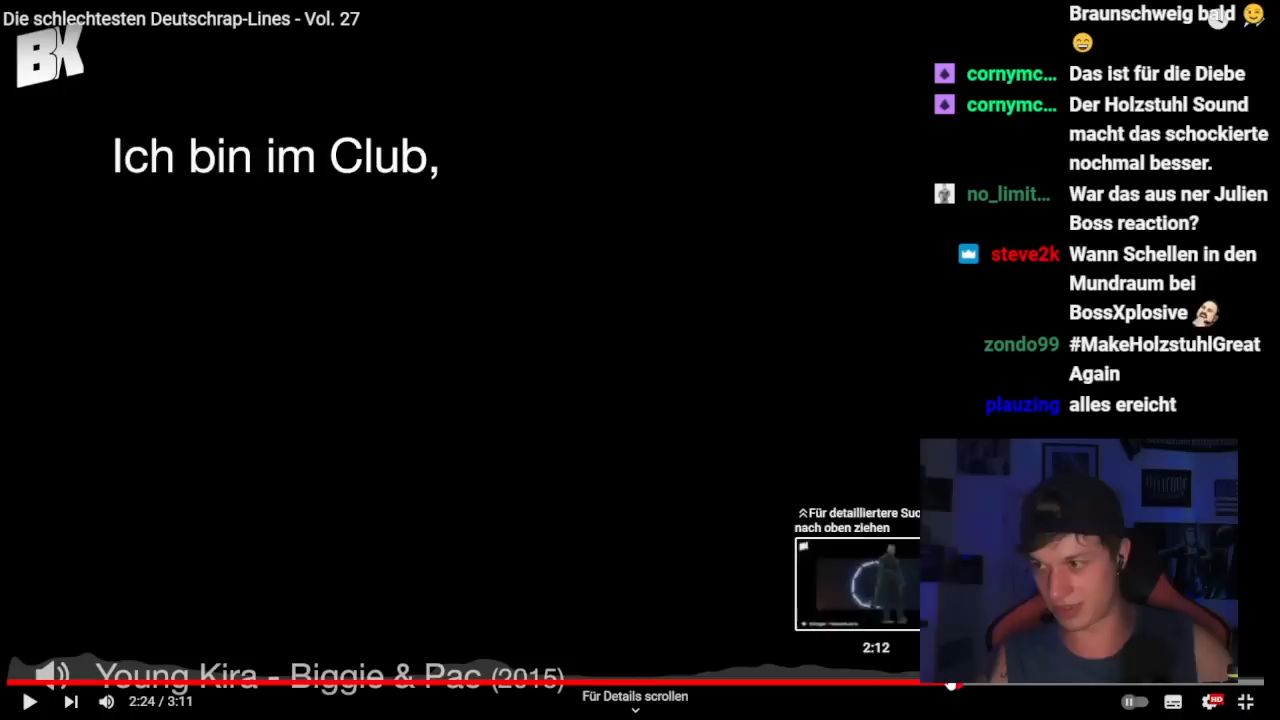 Die schlechtesten Deutschrap-Lines - Vol. 27
BX
Ich bin im Club,
Braunschweig bald
cornymc... Das ist für die Diebe
cornymc... Der Holzstuhl Sound
macht das schockierte
nochmal besser.
no_limit... War das aus ner Julien
Boss reaction?
steve2k Wann Schellen in den
Mundraum bei
BossXplosive
zondo99 #MakeHolzstuhlGreat
Again
plauzing alles ereicht
Für detailliertere Suc
nach oben ziehen
2:12
Young Kira - Biggie & Pac (2015)
2:24 / 3:11
Für Details scrollen
HD